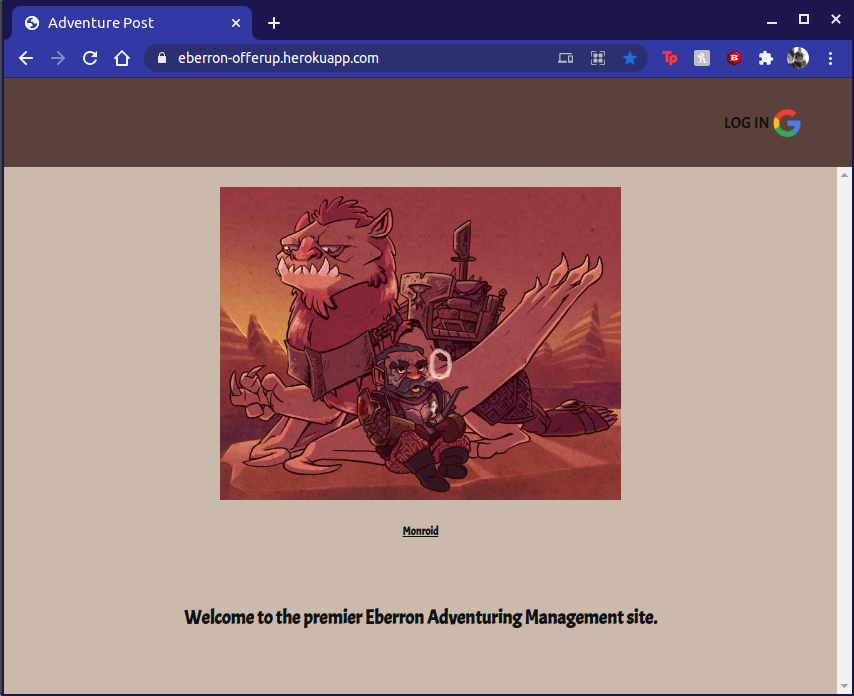 Adventure Post
eberron-offerup.herokuapp.com
Tp
B
LOG IN
Monroid
Welcome to the premier Eberron Adventuring Management site.